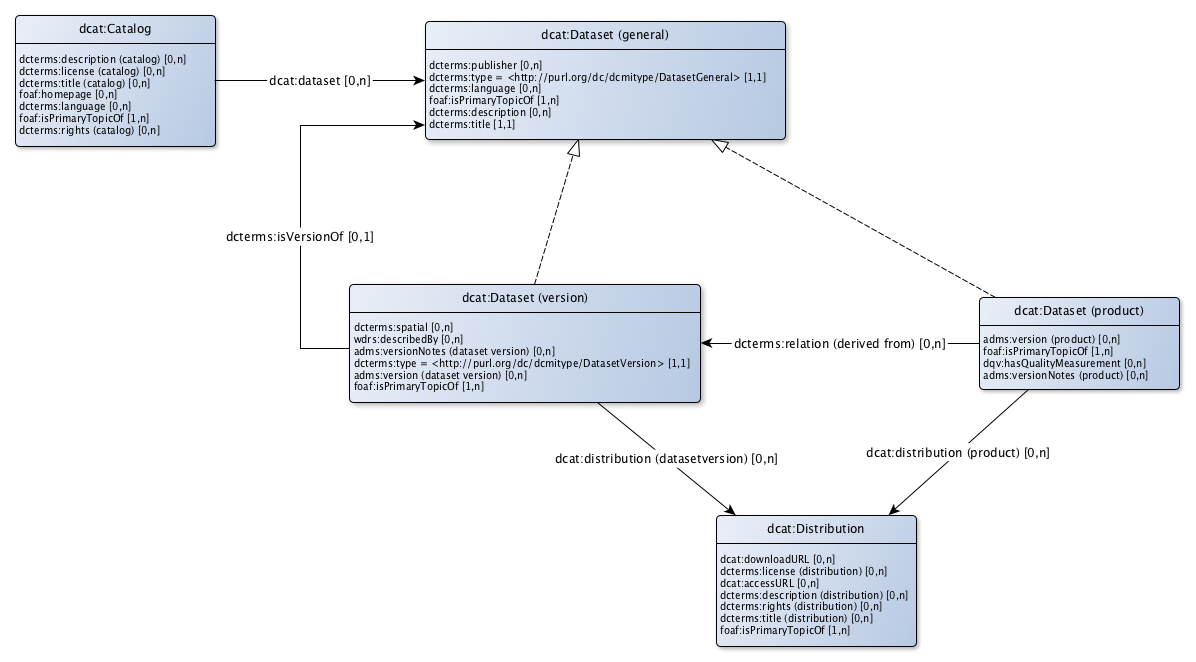 dcat:Catalog
dcterms:description (catalog) [0,n]
dcterms:license (catalog) [0,n]
dcterms:title (catalog) [0,n]
foaf:homepage [0,n]
dcterms:language [0,n]
foaf:isPrimaryTopicOf [1,n]
dcterms:rights (catalog) [0,n]
dcat:dataset [0,n]
dcat:Dataset (general)
dcterms:publisher [0,n]
dcterms:type = <http://purl.org/dc/dcmitype/DatasetGeneral> [1,1]
dcterms:language [0,n]
foaf:isPrimaryTopicOf [1,n]
dcterms:description [0,n]
dcterms:title [1,1]
dcterms:isVersionOf [0,1]
dcat:Dataset (version)
dcterms:spatial [0,n]
wdrs:describedBy [0,n]
adms:versionNotes (dataset version) [0,n]
dcterms:type = <http://purl.org/dc/dcmitype/DatasetVersion> [1,1]
adms:version (dataset version) [0,n]
foaf:isPrimaryTopicOf [1,n]
dcterms:relation (derived from) [0,n]
dcat:Dataset (product)
adms:version (product) [0,n]
foaf:isPrimaryTopicOf [1,n]
dqv:hasQualityMeasurement [0,n]
adms:versionNotes (product) [0,n]
dcat:distribution (datasetversion) [0,n]
dcat:distribution (product) [0,n]
dcat:Distribution
dcat:downloadURL [0,n]
dcterms:license (distribution) [0,n]
dcat:accessURL [0,n]
dcterms:description (distribution) [0,n]
dcterms:rights (distribution) [0,n]
dcterms:title (distribution) [0,n]
foaf:isPrimaryTopicOf [1,n]